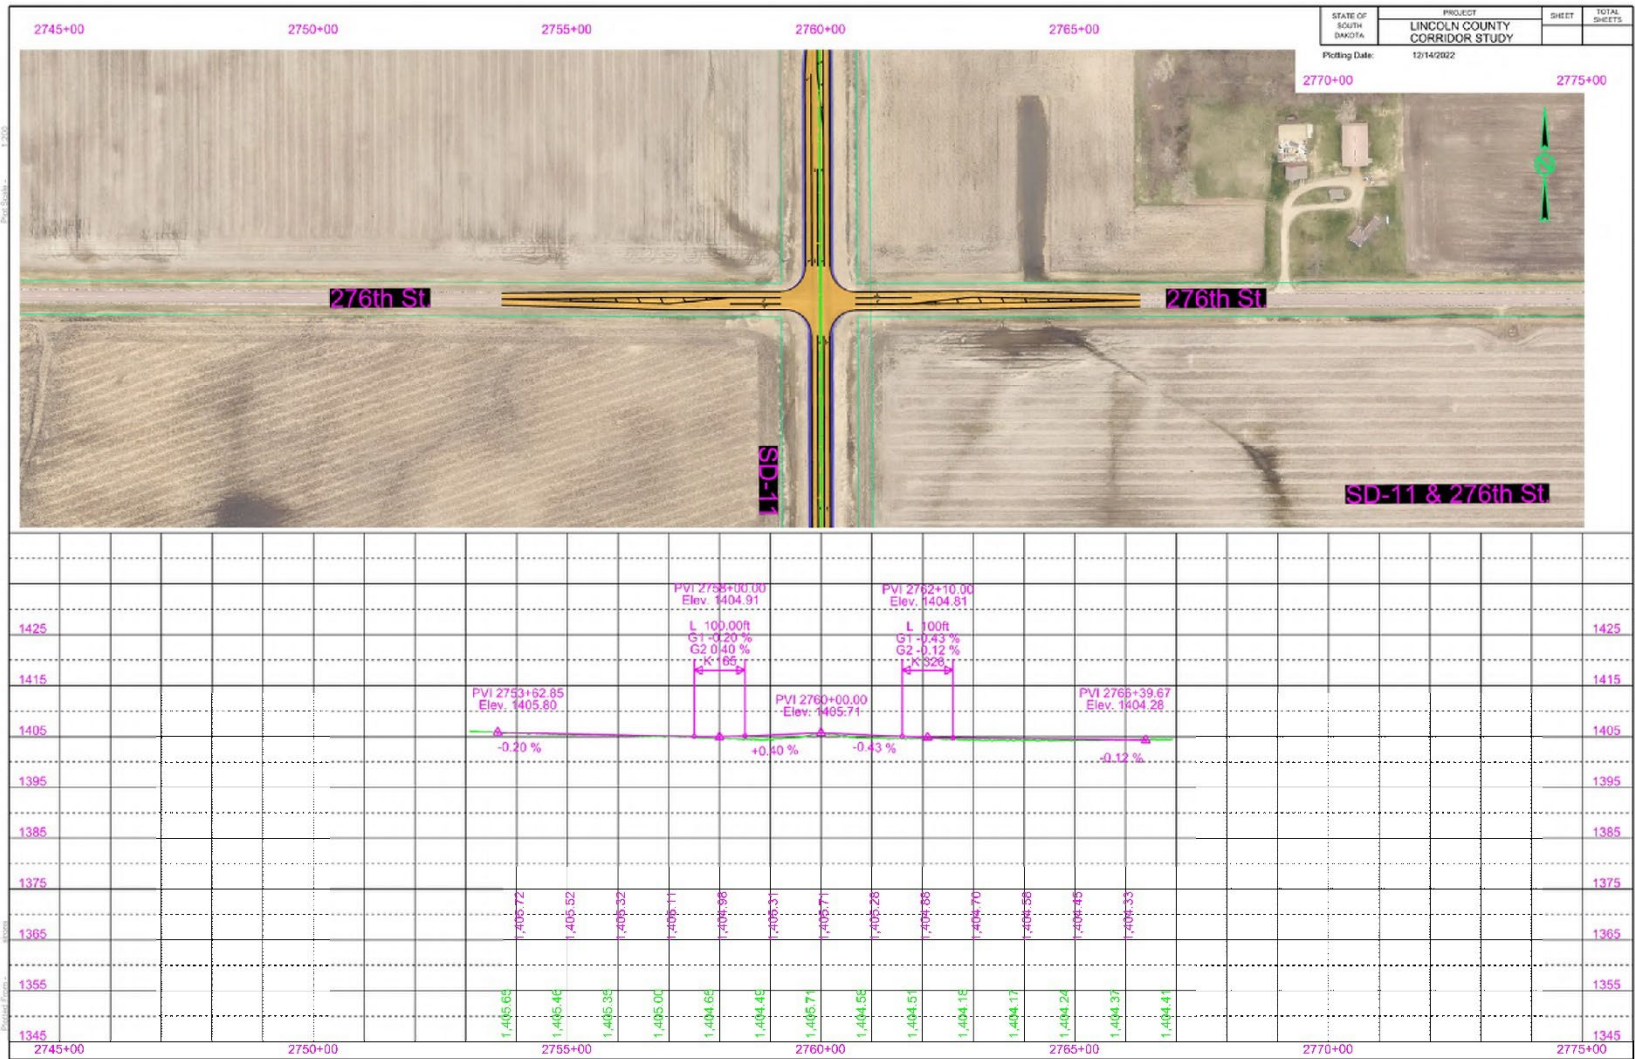 2745+00 2750+00 2755+00 2760+00 2765+00
STATE OF SOUTH DAKOTA
PROJECT
LINCOLN COUNTY
CORRIDOR STUDY
SHEET
TOTAL SHEETS
Plotting Date: 12/14/2022
2770+00 2775+00
276th St.
276th St.
SD-11
SD-11 & 276th St.
PVI 2758+00.00
Elev. 1404.91
L 100.00ft
G1 -0.20 %
G2 0.40 %
K 165
PVI 2762+10.00
Elev. 1404.81
L 100ft
G1 -0.43 %
G2 -0.12 %
K 326
PVI 2753+62.85
Elev. 1405.80
PVI 2760+00.00
Elev. 1405.71
PVI 2766+39.67
Elev. 1404.28
-0.20 %
+0.40 %
-0.43 %
-0.12 %
1425 1425
1415 1415
1405 1405
1395 1395
1385 1385
1375 1375
1365 1365
1355 1355
1345 1345
1,405.72 1,405.52 1,405.32 1,405.11 1,404.98 1,405.31 1,405.71 1,405.28 1,404.88 1,404.70 1,404.58 1,404.45 1,404.33
1,405.65 1,405.46 1,405.35 1,405.00 1,404.65 1,404.49 1,405.71 1,404.58 1,404.51 1,404.18 1,404.17 1,404.24 1,404.37 1,404.41
2745+00 2750+00 2755+00 2760+00 2765+00 2770+00 2775+00